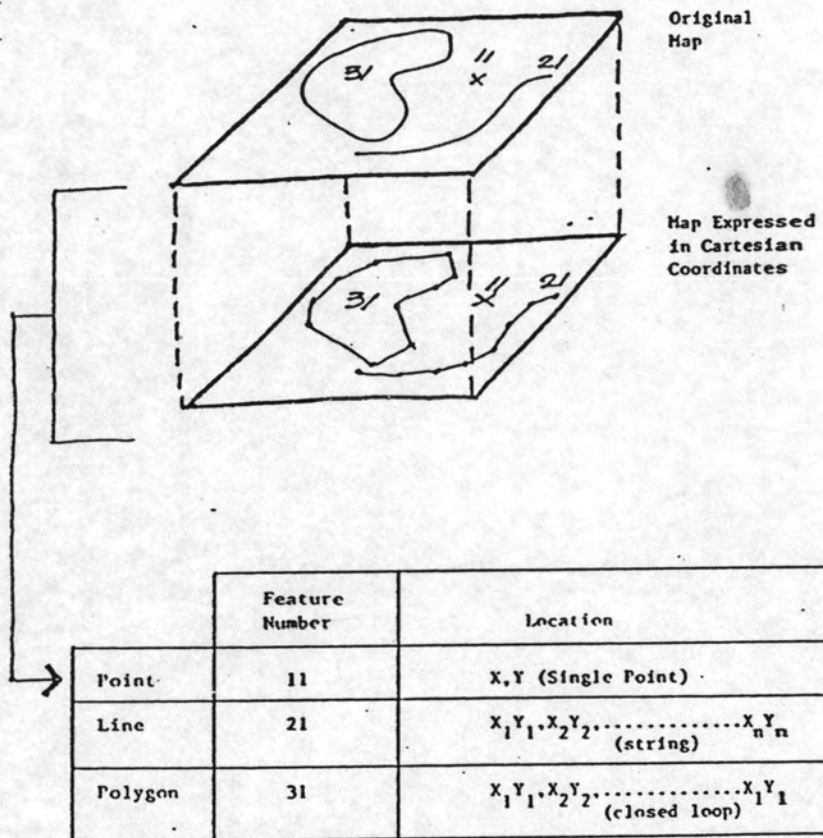 Original
Map
31
11
x
21
Map Expressed
in Cartesian
Coordinates
31
11
x
21
Feature
Number
Location
Point
11
X,Y (Single Point)
Line
21
X₁Y₁,X₂Y₂...............XₙYₙ
(string)
Polygon
31
X₁Y₁,X₂Y₂...............X₁Y₁
(closed loop)